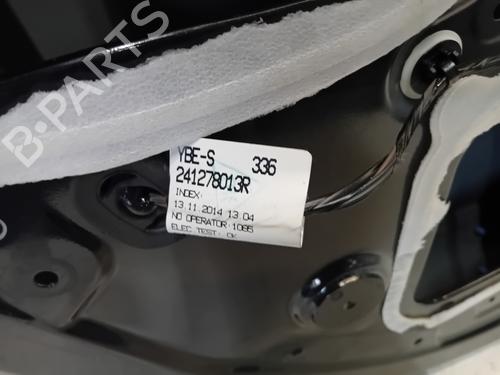 B-PARTS
YBE-S 336
241278013R
INDEX:
13.11.2014 13:04
NO OPERATOR:1085
ELEC TEST: OK